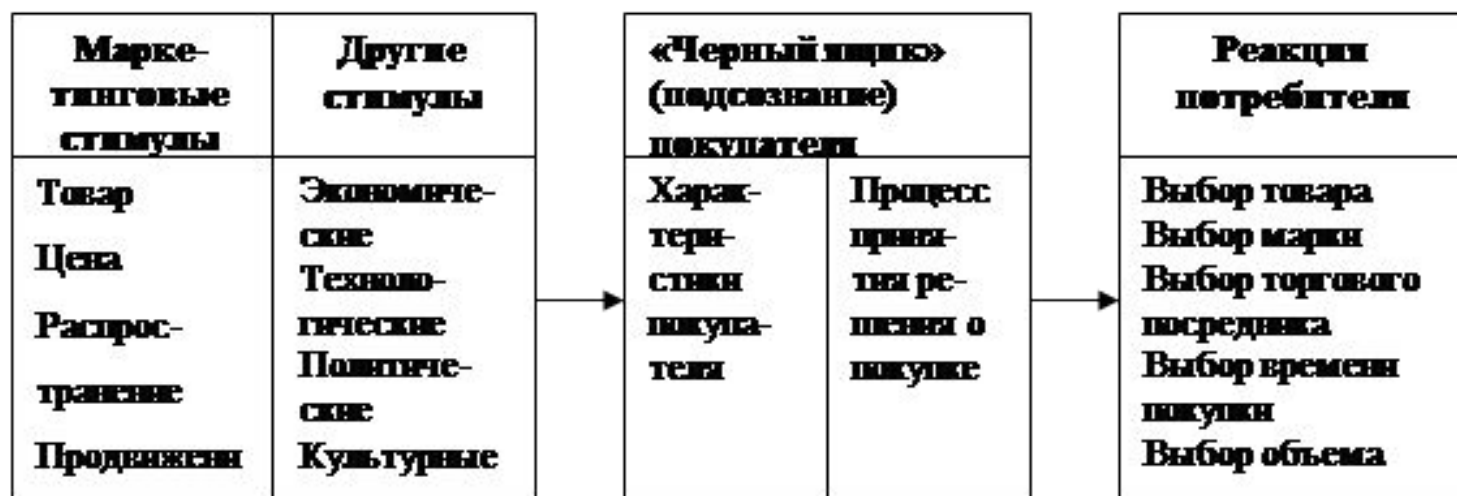 Марке-
тинговые
стимулы
Другие
стимулы
«Черный ящик»
(подсознание)
покупателя
Реакция
потребителя
Товар
Цена
Распрос-
транение
Продвижени
Экономиче-
ские
Техноло-
гические
Политиче-
ские
Культурные
Харак-
тери-
стики
покупа-
теля
Процесс
приня-
тия ре-
шения о
покупке
Выбор товара
Выбор марки
Выбор торгового
посредника
Выбор времени
покупки
Выбор объема